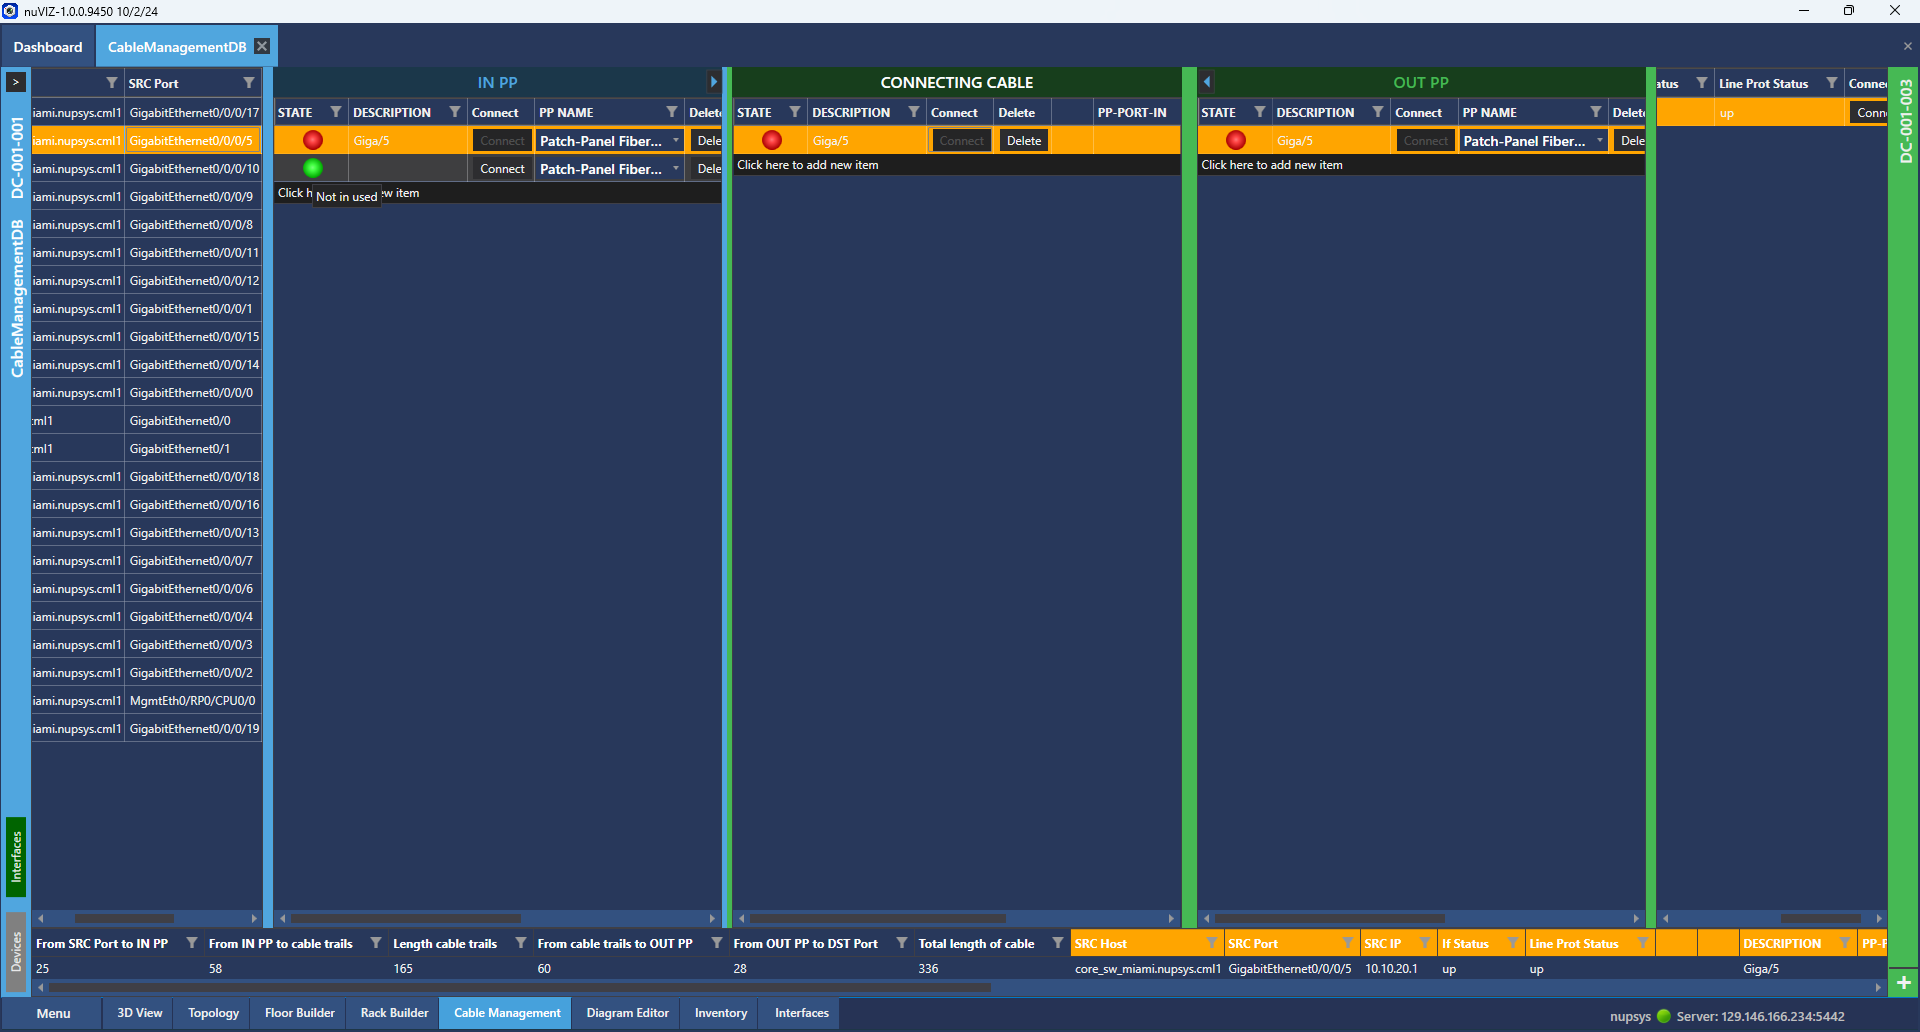 nuVIZ-1.0.0.9450 10/2/24
Dashboard
CableManagementDB
>
DC-001-001
CableManagementDB
Interfaces
Devices
SRC Port
iami.nupsys.cml1 GigabitEthernet0/0/0/17
iami.nupsys.cml1 GigabitEthernet0/0/0/5
iami.nupsys.cml1 GigabitEthernet0/0/0/10
iami.nupsys.cml1 GigabitEthernet0/0/0/9
iami.nupsys.cml1 GigabitEthernet0/0/0/8
iami.nupsys.cml1 GigabitEthernet0/0/0/11
iami.nupsys.cml1 GigabitEthernet0/0/0/12
iami.nupsys.cml1 GigabitEthernet0/0/0/1
iami.nupsys.cml1 GigabitEthernet0/0/0/15
iami.nupsys.cml1 GigabitEthernet0/0/0/14
iami.nupsys.cml1 GigabitEthernet0/0/0/0
cml1 GigabitEthernet0/0
cml1 GigabitEthernet0/1
iami.nupsys.cml1 GigabitEthernet0/0/0/18
iami.nupsys.cml1 GigabitEthernet0/0/0/16
iami.nupsys.cml1 GigabitEthernet0/0/0/13
iami.nupsys.cml1 GigabitEthernet0/0/0/7
iami.nupsys.cml1 GigabitEthernet0/0/0/6
iami.nupsys.cml1 GigabitEthernet0/0/0/4
iami.nupsys.cml1 GigabitEthernet0/0/0/3
iami.nupsys.cml1 GigabitEthernet0/0/0/2
iami.nupsys.cml1 MgmtEth0/RP0/CPU0/0
iami.nupsys.cml1 GigabitEthernet0/0/0/19
IN PP
STATE DESCRIPTION Connect PP NAME Delet
Giga/5 Connect Patch-Panel Fiber... Dele
Connect Patch-Panel Fiber... Dele
Click h ew item
Not in used
CONNECTING CABLE
STATE DESCRIPTION Connect Delete PP-PORT-IN
Giga/5 Connect Delete
Click here to add new item
OUT PP
STATE DESCRIPTION Connect PP NAME Delet
Giga/5 Connect Patch-Panel Fiber... Dele
Click here to add new item
atus Line Prot Status Connec
up Conne
DC-001-003
From SRC Port to IN PP From IN PP to cable trails Length cable trails From cable trails to OUT PP From OUT PP to DST Port Total length of cable SRC Host SRC Port SRC IP If Status Line Prot Status DESCRIPTION PP-P
25 58 165 60 28 336 core_sw_miami.nupsys.cml1 GigabitEthernet0/0/0/5 10.10.20.1 up up Giga/5
+
Menu 3D View Topology Floor Builder Rack Builder Cable Management Diagram Editor Inventory Interfaces
nupsys Server: 129.146.166.234:5442